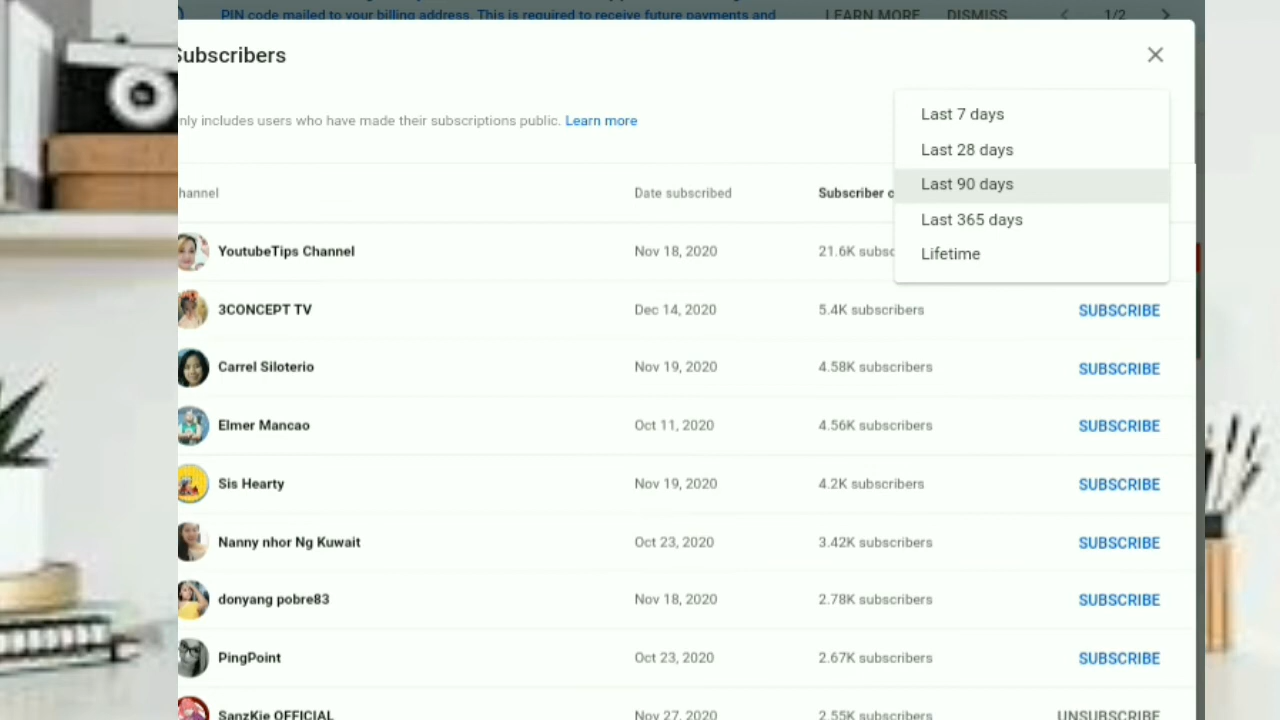 PIN code mailed to your billing address. This is required to receive future payments and
LEARN MORE DISMISS 1/2
Subscribers
only includes users who have made their subscriptions public. Learn more
Last 7 days
Last 28 days
Last 90 days
Last 365 days
Lifetime
hannel Date subscribed Subscriber c
YoutubeTips Channel Nov 18, 2020 21.6K subsc
3CONCEPT TV Dec 14, 2020 5.4K subscribers SUBSCRIBE
Carrel Siloterio Nov 19, 2020 4.58K subscribers SUBSCRIBE
Elmer Mancao Oct 11, 2020 4.56K subscribers SUBSCRIBE
Sis Hearty Nov 19, 2020 4.2K subscribers SUBSCRIBE
Nanny nhor Ng Kuwait Oct 23, 2020 3.42K subscribers SUBSCRIBE
donyang pobre83 Nov 18, 2020 2.78K subscribers SUBSCRIBE
PingPoint Oct 23, 2020 2.67K subscribers SUBSCRIBE
SanzKie OFFICIAL Nov 27, 2020 2.55K subscribers UNSUBSCRIBE